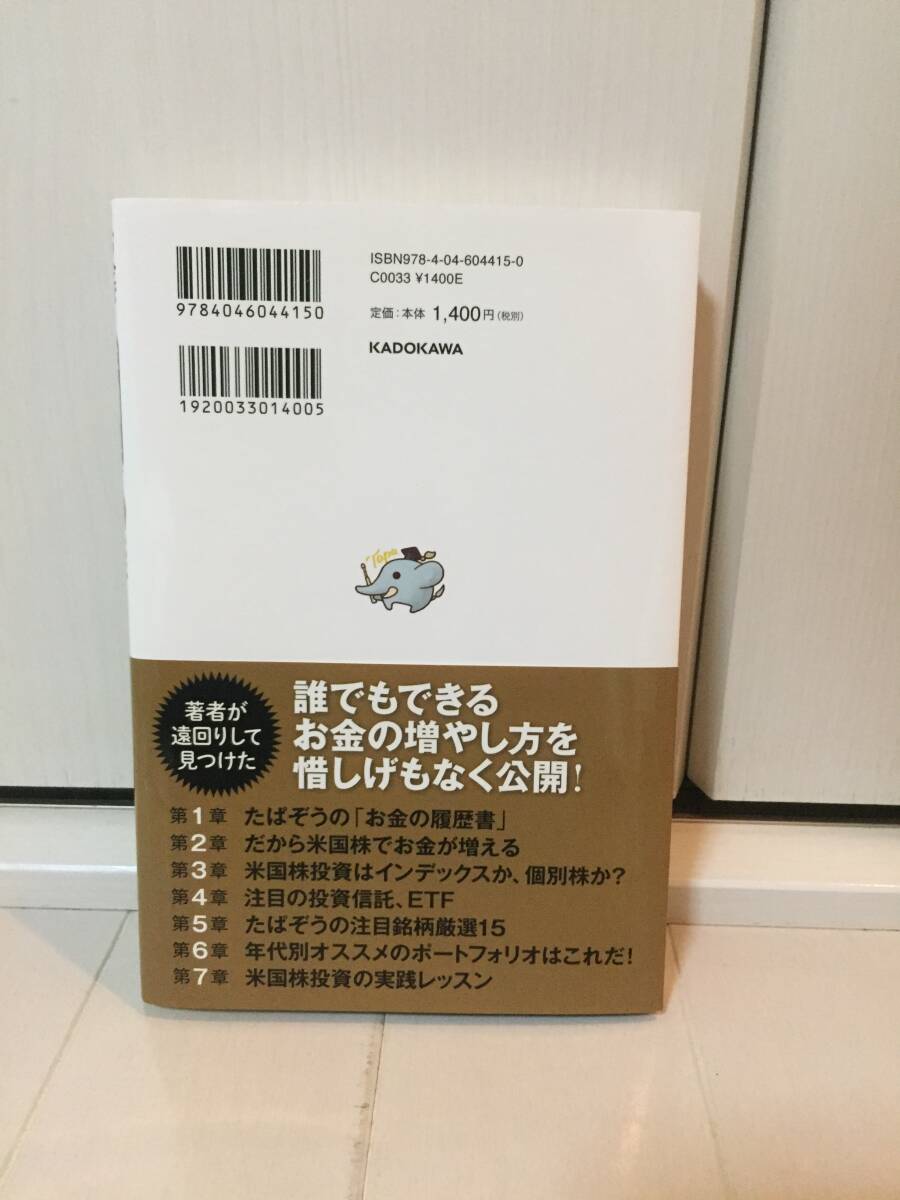 ISBN978-4-04-604415-0
C0033 ¥1400E
9784046044150
定価:本体 1,400円(税別)
KADOKAWA
1920033014005
Tapa
著者が
遠回りして
見つけた
誰でもできる
お金の増やし方を
惜しげもなく公開!
第1章 たぱぞうの「お金の履歴書」
第2章 だから米国株でお金が増える
第3章 米国株投資はインデックスか、個別株か?
第4章 注目の投資信託、ETF
第5章 たぱぞうの注目銘柄厳選15
第6章 年代別オススメのポートフォリオはこれだ!
第7章 米国株投資の実践レッスン